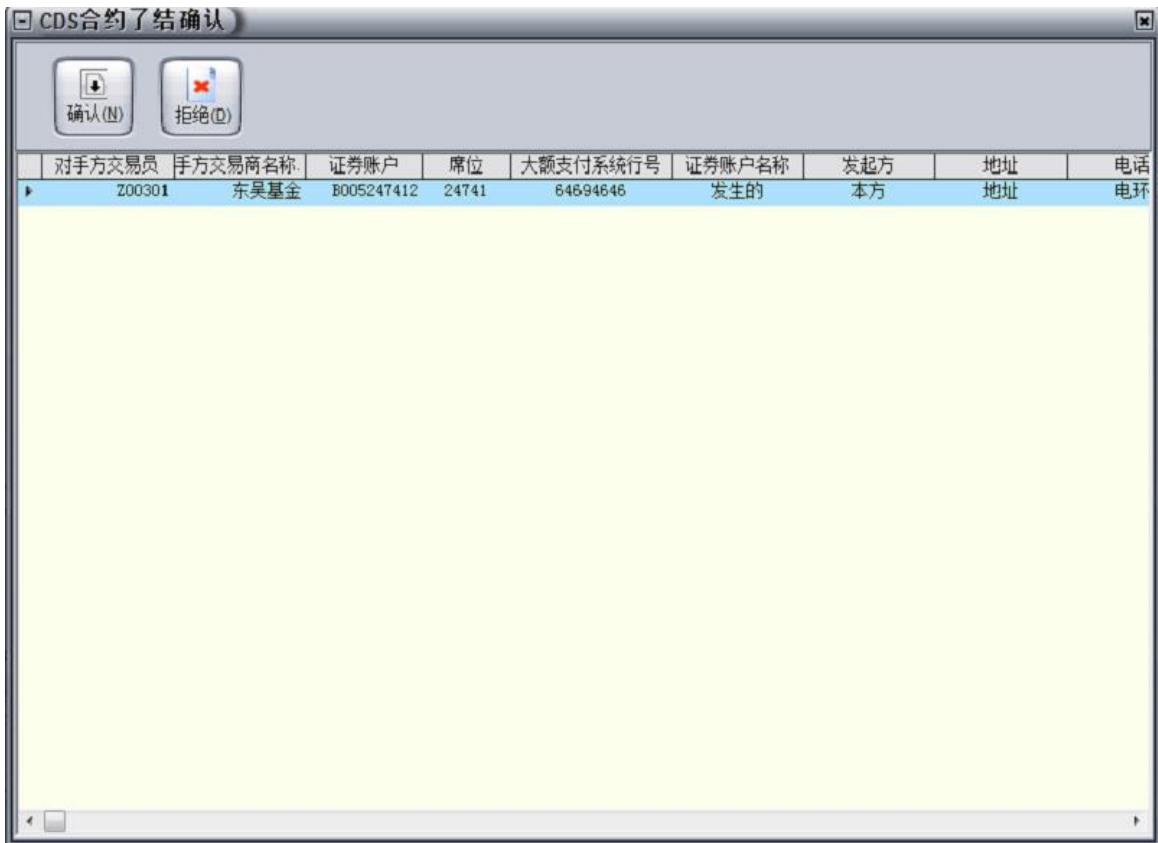 CDS合约了结确认
确认(N) 拒绝(D)
对手方交易员 手方交易商名称. 证券账户 席位 大额支付系统行号 证券账户名称 发起方 地址 电话
Z00301 东吴基金 B005247412 24741 64694646 发生的 本方 地址 电环